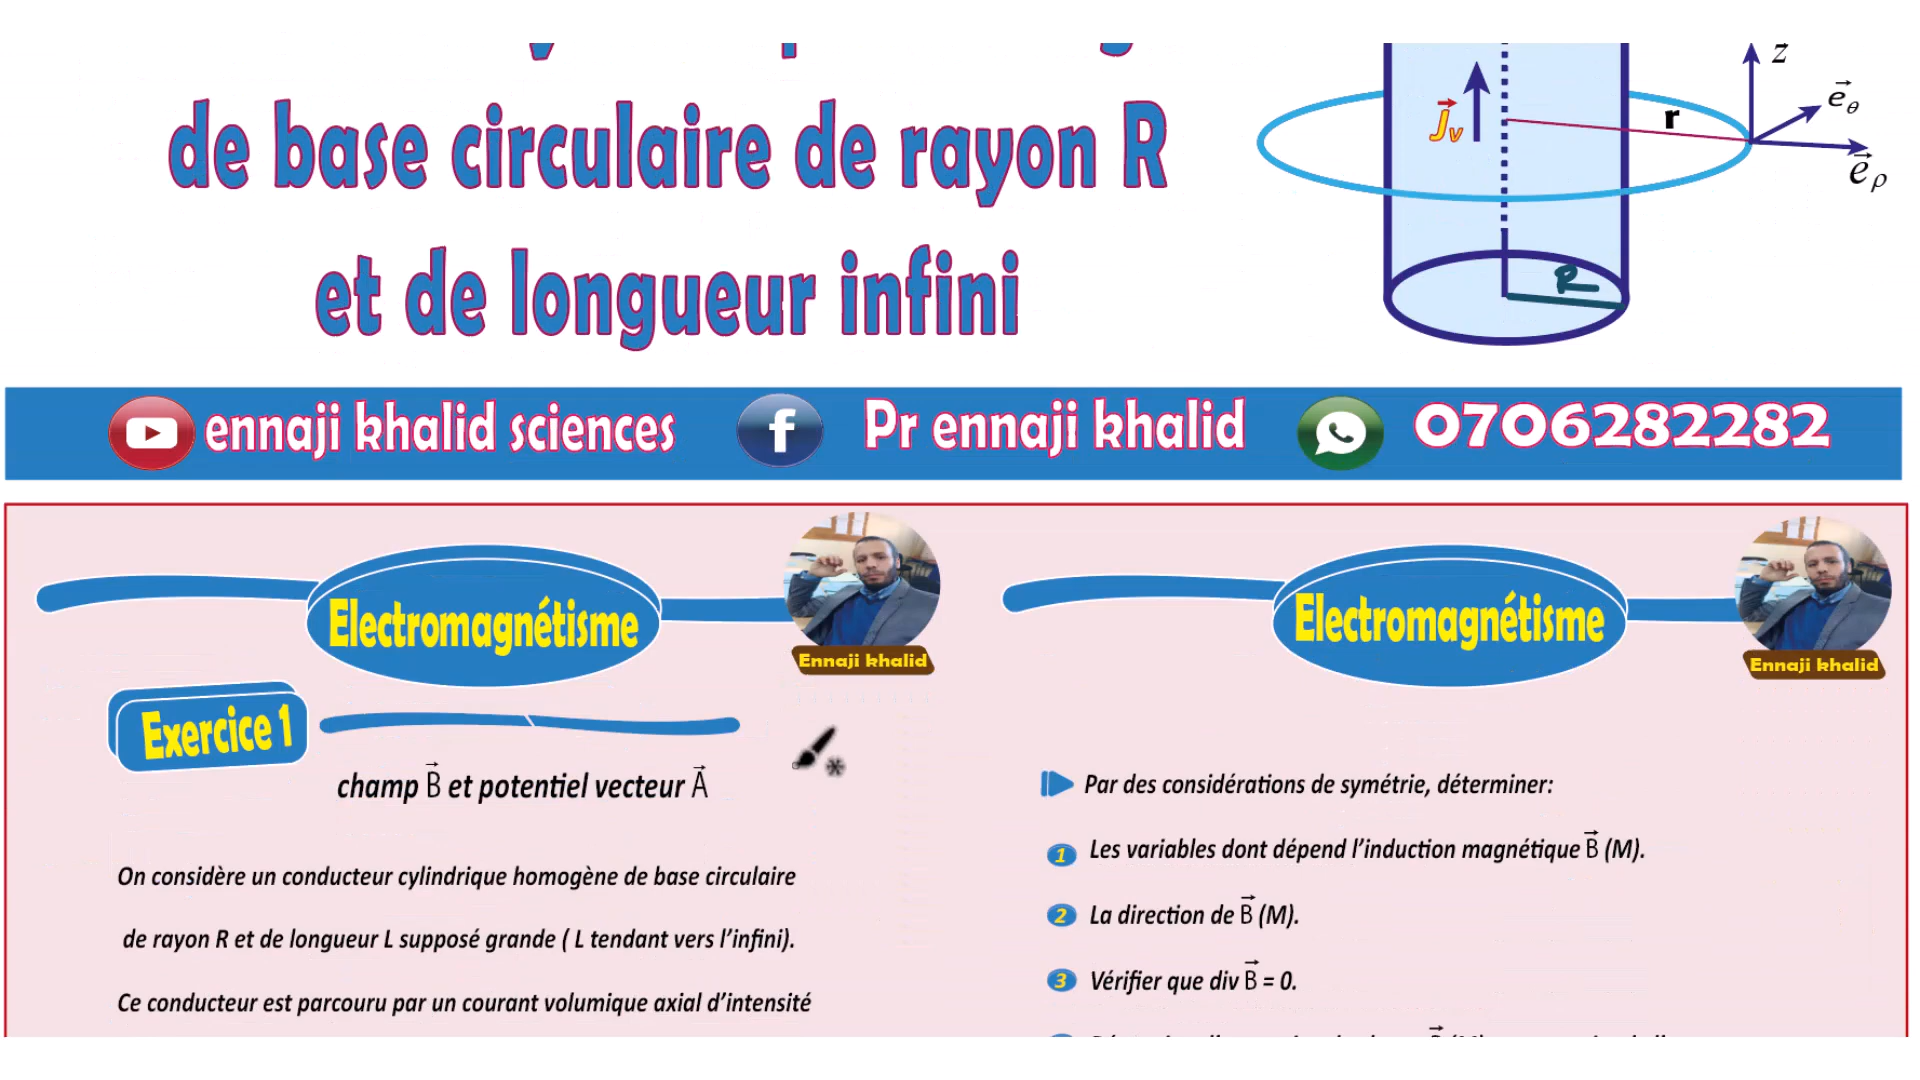 de base circulaire de rayon R
et de longueur infini
z
e⃗θ
r
j⃗v
e⃗ρ
R
ennaji khalid sciences
Pr ennaji khalid
0706282282
Electromagnétisme
Ennaji khalid
Exercice 1
champ B⃗ et potentiel vecteur A⃗
On considère un conducteur cylindrique homogène de base circulaire
de rayon R et de longueur L supposé grande ( L tendant vers l'infini).
Ce conducteur est parcouru par un courant volumique axial d'intensité
Electromagnétisme
Ennaji khalid
Par des considérations de symétrie, déterminer:
1 Les variables dont dépend l'induction magnétique B⃗ (M).
2 La direction de B⃗ (M).
3 Vérifier que div B⃗ = 0.